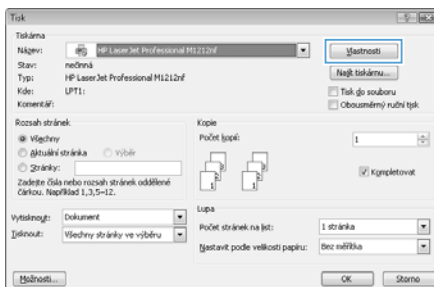 Tisk
Tiskárna
Název: HP LaserJet Professional M1212nf
Vlastnosti
Stav: nečinná
Najít tiskárnu...
Typ: HP LaserJet Professional M1212nf
Kde: LPT1:
Tisk do souboru
Komentář:
Obousměrný ruční tisk
Rozsah stránek
Kopie
Všechny
Počet kopií: 1
Aktuální stránka
Výběr
Stránky:
Kompletovat
Zadejte čísla nebo rozsah stránek oddělené
čárkou. Například 1,3,5–12.
Vytisknout: Dokument
Lupa
Tisknout: Všechny stránky ve výběru
Počet stránek na list: 1 stránka
Nastavit podle velikosti papíru: Bez měřítka
Možnosti...
OK
Storno